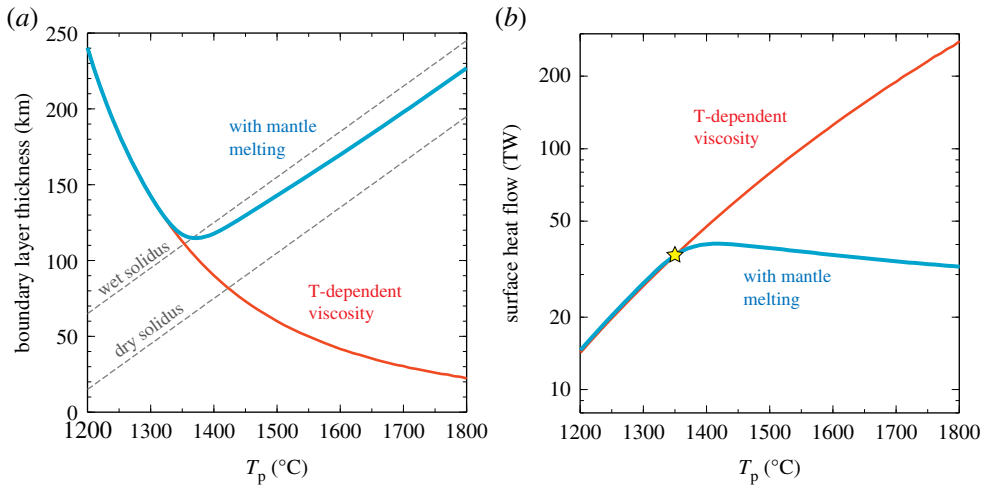 (a)
250
200
150
100
50
0
boundary layer thickness (km)
with mantle
melting
wet solidus
dry solidus
T-dependent
viscosity
1200 1300 1400 1500 1600 1700 1800
Tp (°C)
(b)
200
100
50
20
10
surface heat flow (TW)
T-dependent
viscosity
with mantle
melting
1200 1300 1400 1500 1600 1700 1800
Tp (°C)